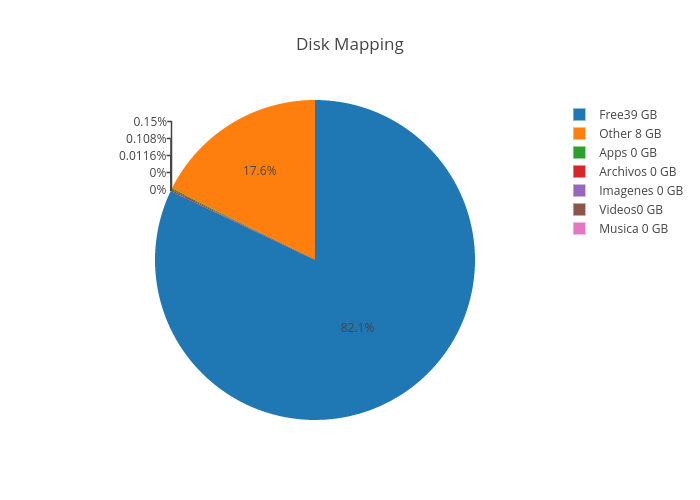 Disk Mapping
0.15%
0.108%
0.0116%
0%
0%
17.6%
82.1%
Free39 GB
Other 8 GB
Apps 0 GB
Archivos 0 GB
Imagenes 0 GB
Videos0 GB
Musica 0 GB